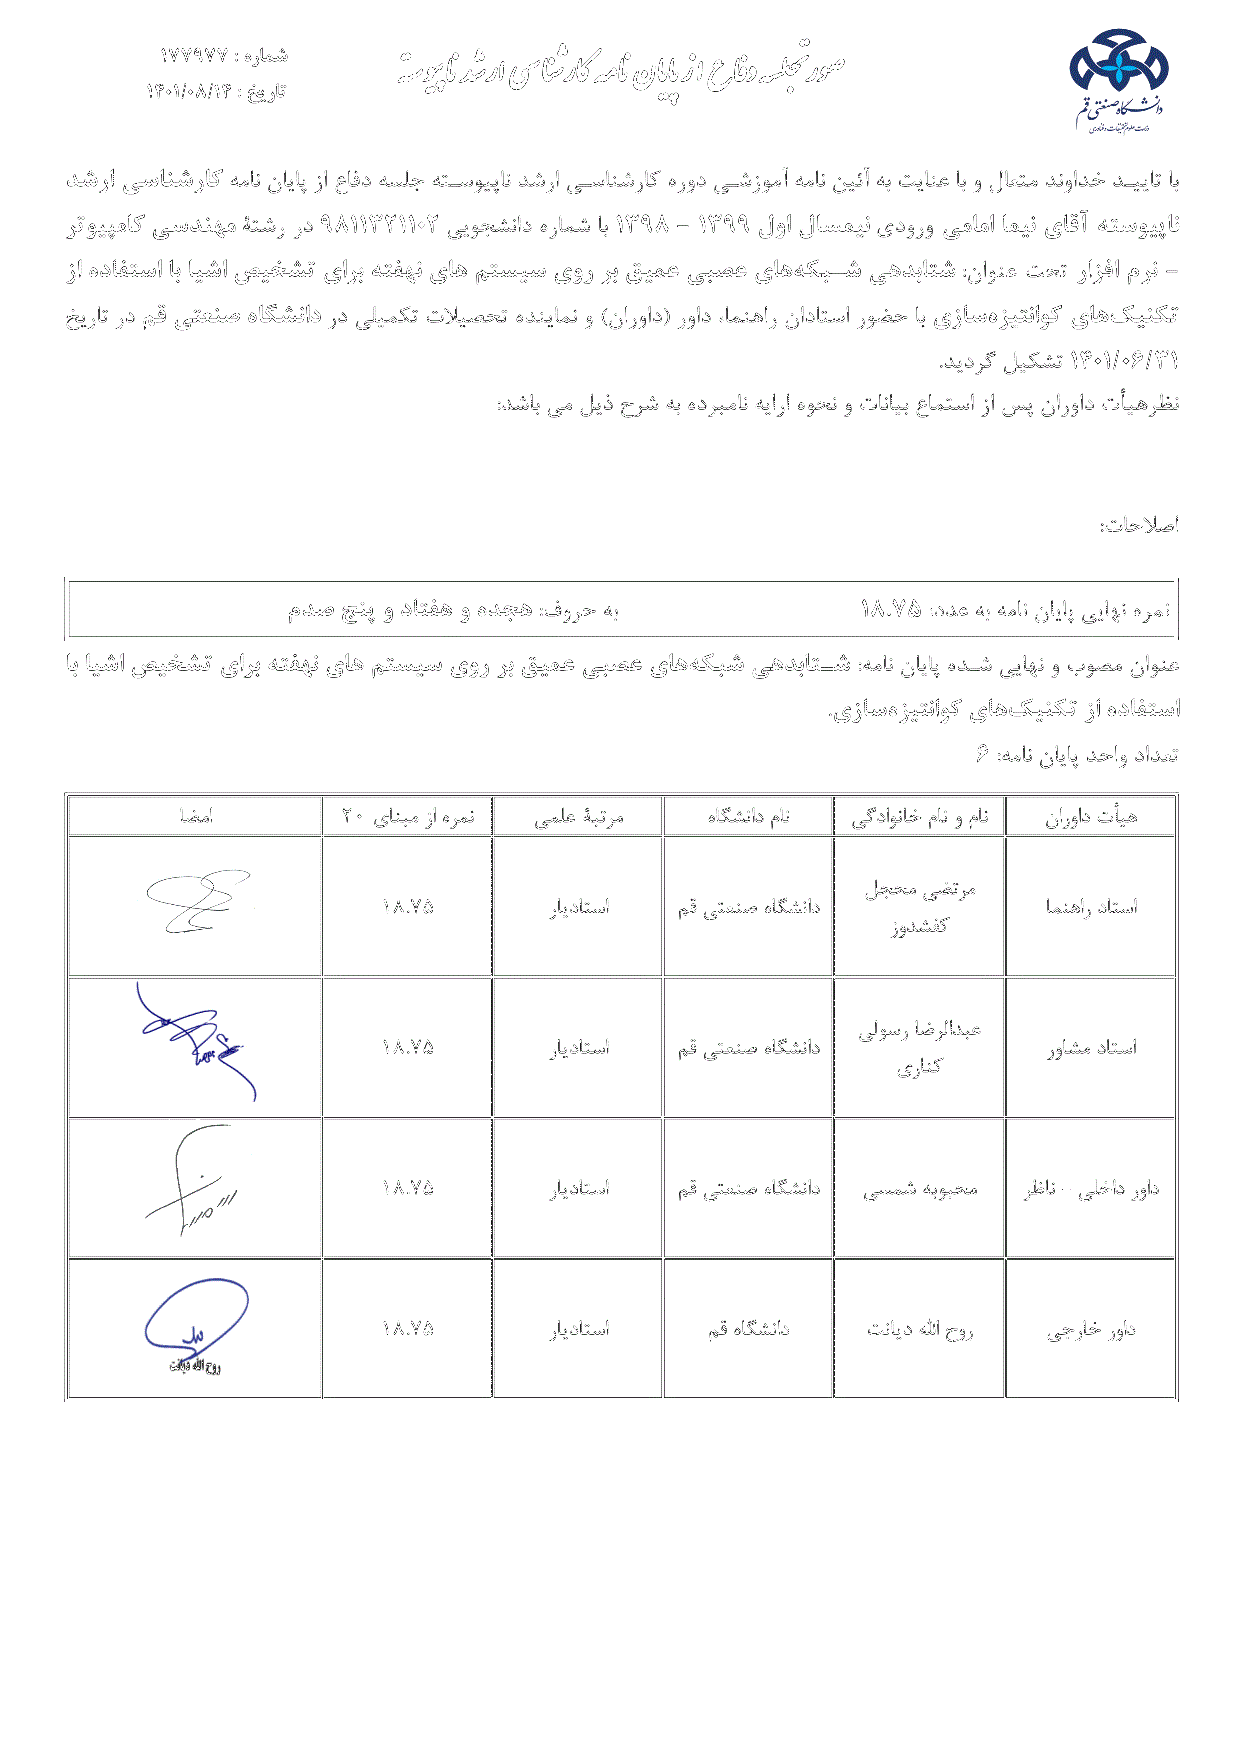 دانشگاه صنعتی قم
وزارت علوم تحقیقات و فناوری
صورتجلسه دفاع از پایان نامه کارشناسی ارشد ناپیوسته
شماره : ۱۷۷۹۷۷
تاریخ : ۱۴۰۱/۰۸/۱۴
با تایید خداوند متعال و با عنایت به آئین نامه آموزشی دوره کارشناسی ارشد ناپیوسته جلسه دفاع از پایان نامه کارشناسی ارشد
ناپیوسته آقای نیما امامی ورودی نیمسال اول ۱۳۹۹ - ۱۳۹۸ با شماره دانشجویی ۹۸۱۱۳۲۱۱۰۲ در رشتۀ مهندسی کامپیوتر
- نرم افزار تحت عنوان: شتابدهی شبکه‌های عصبی عمیق بر روی سیستم های نهفته برای تشخیص اشیا با استفاده از
تکنیک‌های کوانتیزه‌سازی با حضور استادان راهنما، داور (داوران) و نماینده تحصیلات تکمیلی در دانشگاه صنعتی قم در تاریخ
۱۴۰۱/۰۶/۳۱ تشکیل گردید.
نظرهیأت داوران پس از استماع بیانات و نحوه ارایه نامبرده به شرح ذیل می باشد:
اصلاحات:
نمره نهایی پایان نامه به عدد: ۱۸.۷۵ به حروف: هجده و هفتاد و پنج صدم
عنوان مصوب و نهایی شده پایان نامه: شتابدهی شبکه‌های عصبی عمیق بر روی سیستم های نهفته برای تشخیص اشیا با
استفاده از تکنیک‌های کوانتیزه‌سازی.
تعداد واحد پایان نامه: ۶
هیأت داوران نام و نام خانوادگی نام دانشگاه مرتبۀ علمی نمره از مبنای ۲۰ امضا
استاد راهنما مرتضی محجل کفشدوز دانشگاه صنعتی قم استادیار ۱۸.۷۵
استاد مشاور عبدالرضا رسولی کناری دانشگاه صنعتی قم استادیار ۱۸.۷۵
داور داخلی - ناظر محبوبه شمسی دانشگاه صنعتی قم استادیار ۱۸.۷۵
داور خارجی روح الله دیانت دانشگاه قم استادیار ۱۸.۷۵
روح الله دیانت